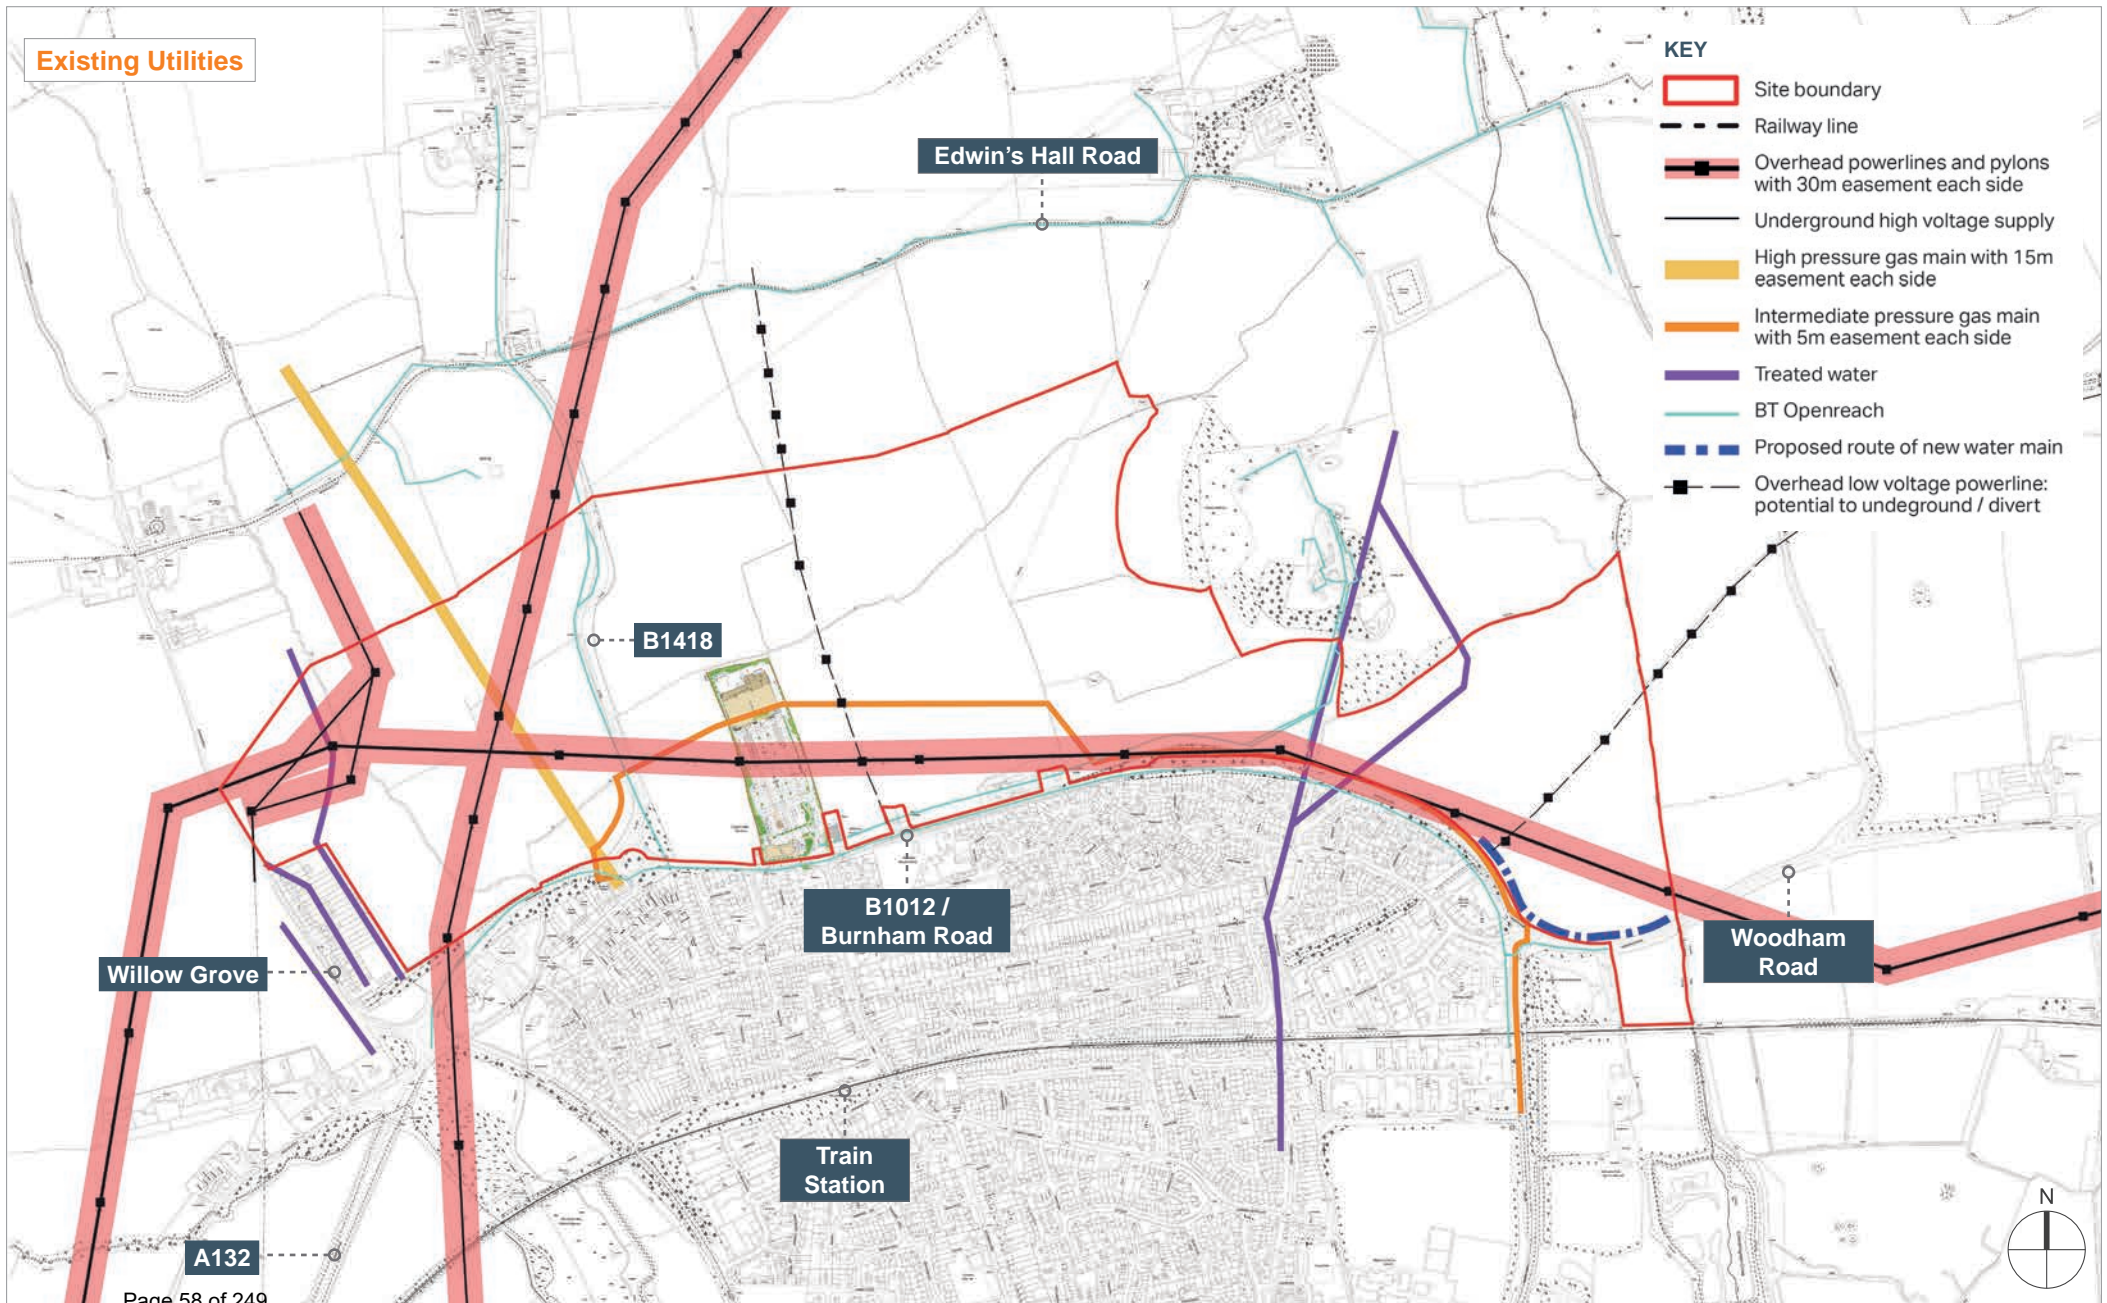 Existing Utilities
KEY
Site boundary
Railway line
Overhead powerlines and pylons
with 30m easement each side
Underground high voltage supply
High pressure gas main with 15m
easement each side
Intermediate pressure gas main
with 5m easement each side
Treated water
BT Openreach
Proposed route of new water main
Overhead low voltage powerline:
potential to undeground / divert
Edwin's Hall Road
B1418
B1012 /
Burnham Road
Woodham
Road
Willow Grove
Train
Station
A132
N
Page 58 of 249